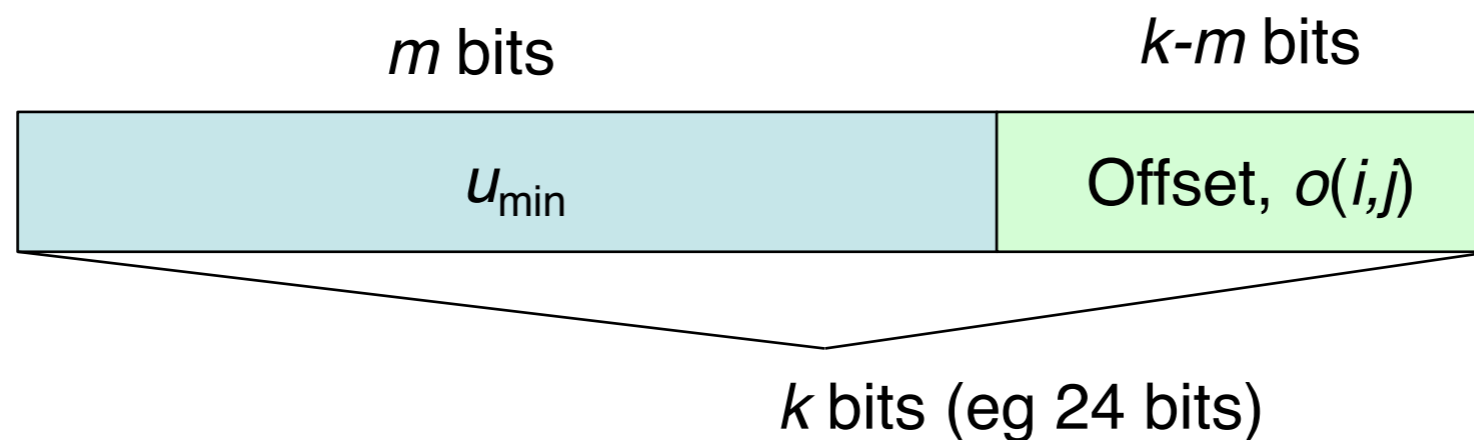 m bits
k-m bits
umin
Offset, o(i,j)
k bits (eg 24 bits)